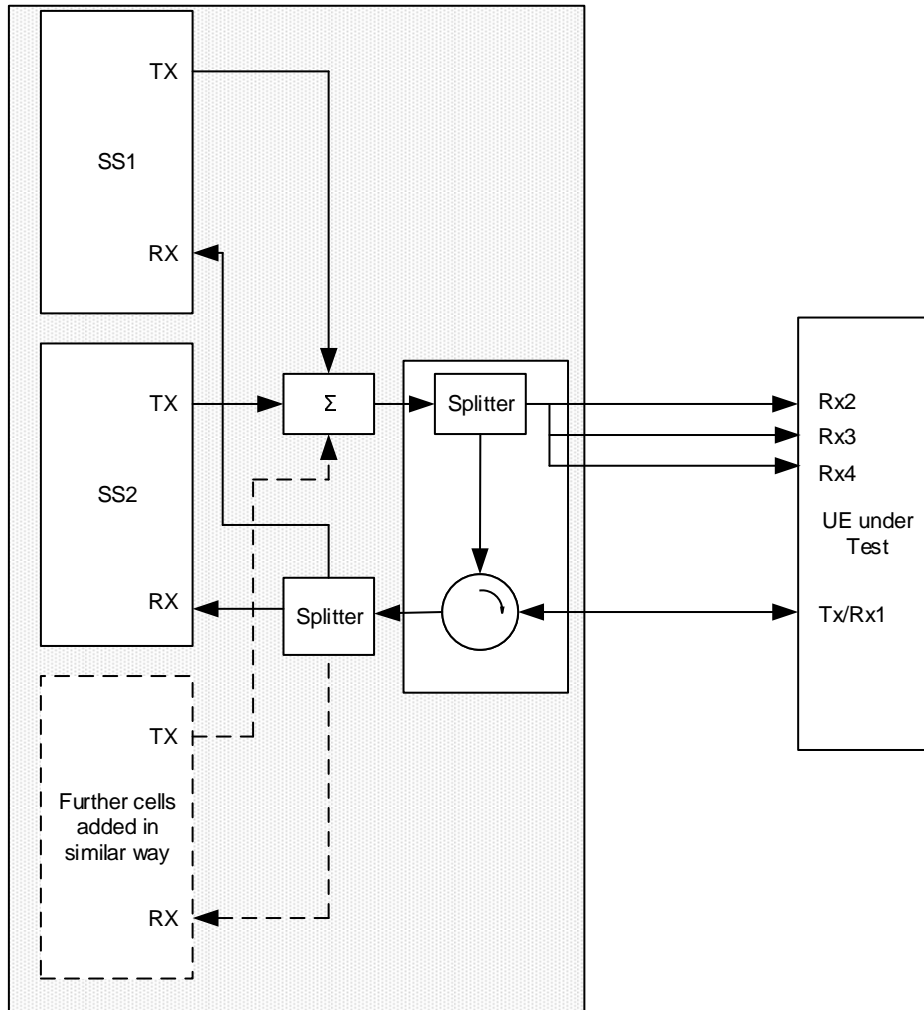 TX
SS1
RX
TX
SS2
RX
TX
Further cells
added in
similar way
RX
Σ
Splitter
Splitter
Rx2
Rx3
Rx4
UE under
Test
Tx/Rx1